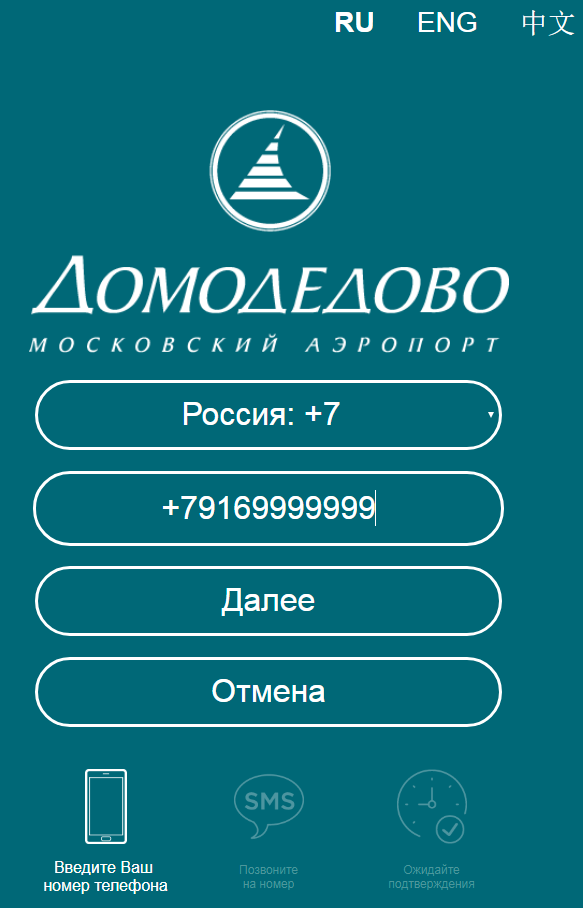 RU ENG 中文
ДОМОДЕДОВО
МОСКОВСКИЙ АЭРОПОРТ
Россия: +7
+79169999999
Далее
Отмена
SMS
Введите Ваш
номер телефона
Позвоните
на номер
Ожидайте
подтверждения